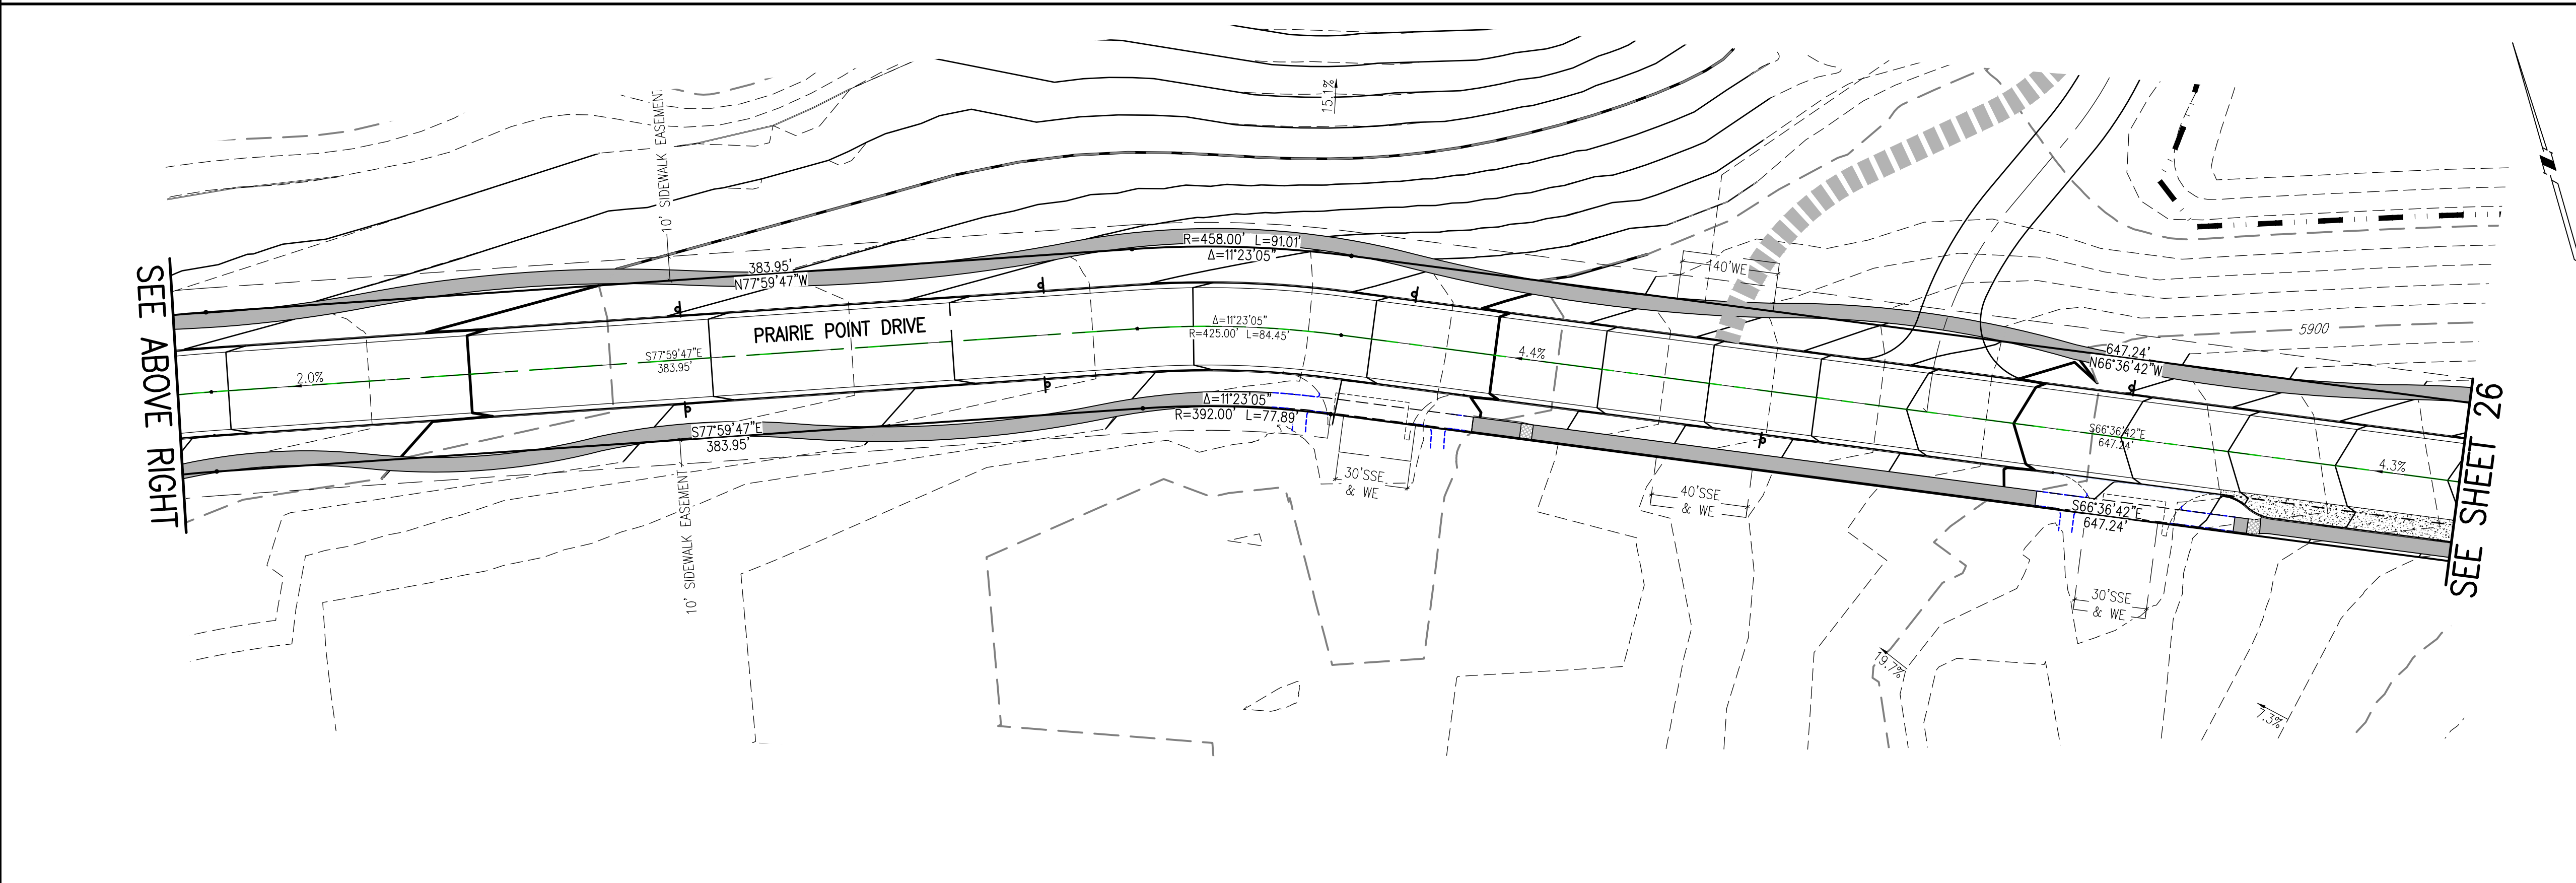 15.1%
10' SIDEWALK EASEMENT
SEE ABOVE RIGHT
383.95'
N77°59'47"W
R=458.00' L=91.01'
Δ=11°23'05"
140'WE
5900
PRAIRIE POINT DRIVE
Δ=11°23'05"
R=425.00' L=84.45'
S77°59'47"E
383.95'
2.0%
4.4%
647.24'
N66°36'42"W
S77°59'47"E
383.95'
Δ=11°23'05"
R=392.00' L=77.89'
S66°36'42"E
647.24'
4.3%
SEE SHEET 26
10' SIDEWALK EASEMENT
30'SSE
& WE
40'SSE
& WE
S66°36'42"E
647.24'
30'SSE
& WE
19.7%
7.3%